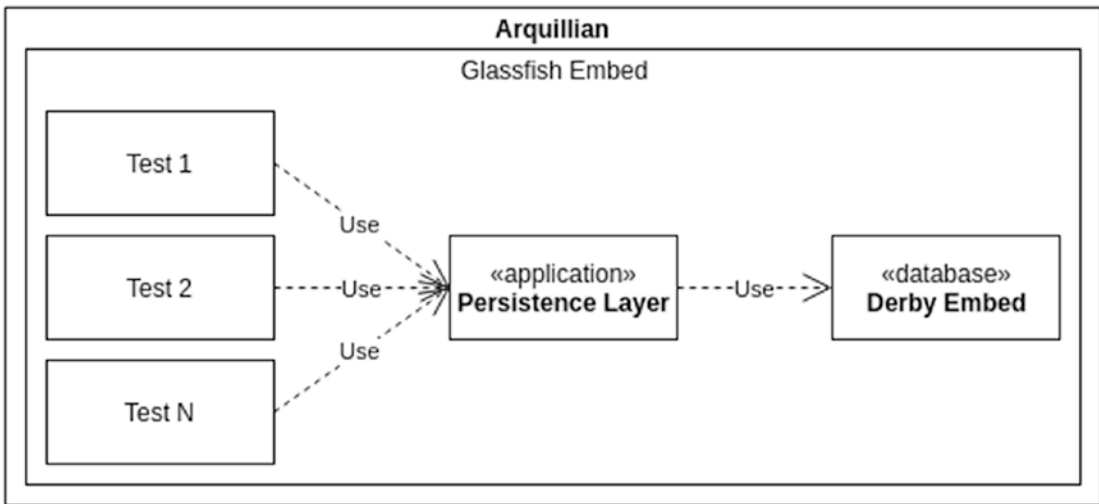 Arquillian
Glassfish Embed
Test 1
Use
Test 2
Use
«application»
Persistence Layer
Use
«database»
Derby Embed
Use
Test N